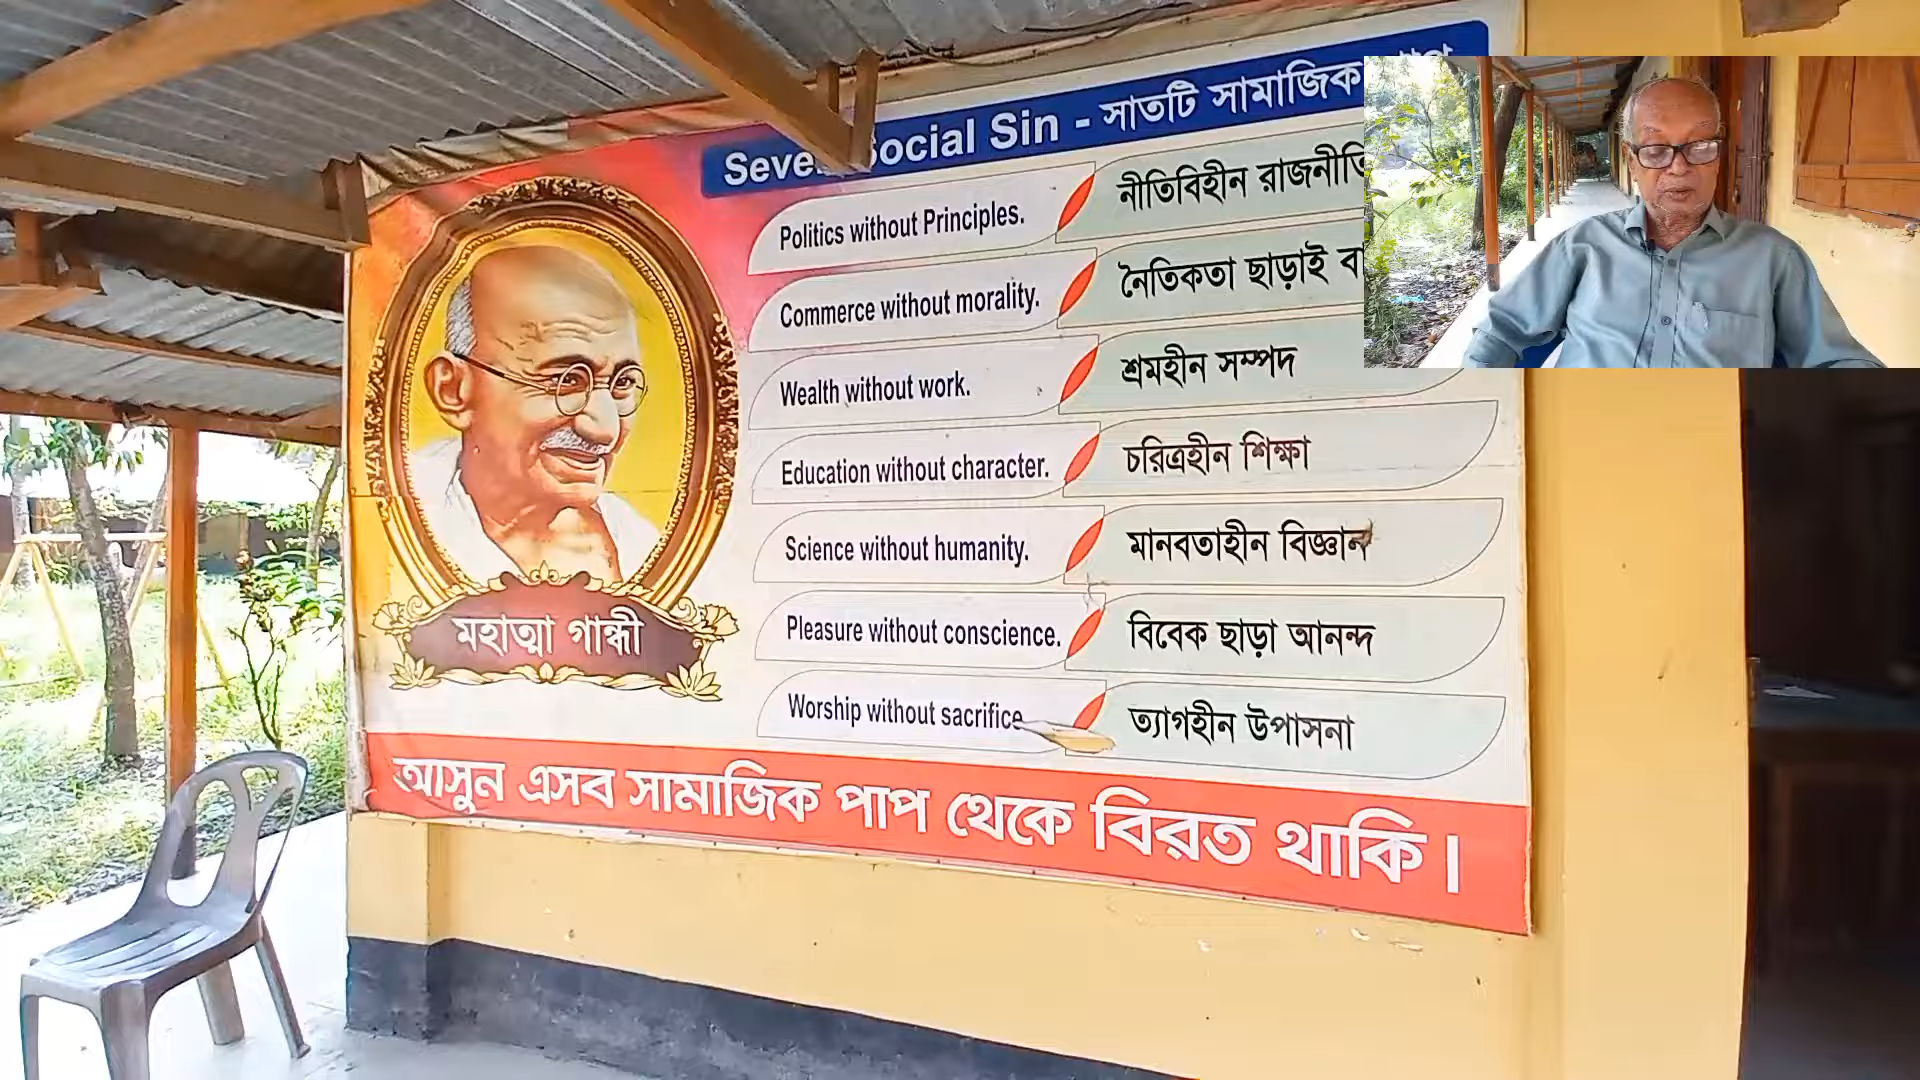 Social Sin - সাতটি সামাজিক
Politics without Principles.
নীতিবিহীন
Commerce without morality.
নৈতিকতা ছাড়াই
Wealth without work.
শ্রমহীন সম্পদ
Education without character.
চরিত্রহীন শিক্ষা
Science without humanity.
মানবতাহীন বিজ্ঞান
Pleasure without conscience.
বিবেক ছাড়া আনন্দ
Worship without sacrifice
ত্যাগহীন উপাসনা
মহাত্মা গান্ধী
আসুন এসব সামাজিক পাপ থেকে বিরত থাকি।